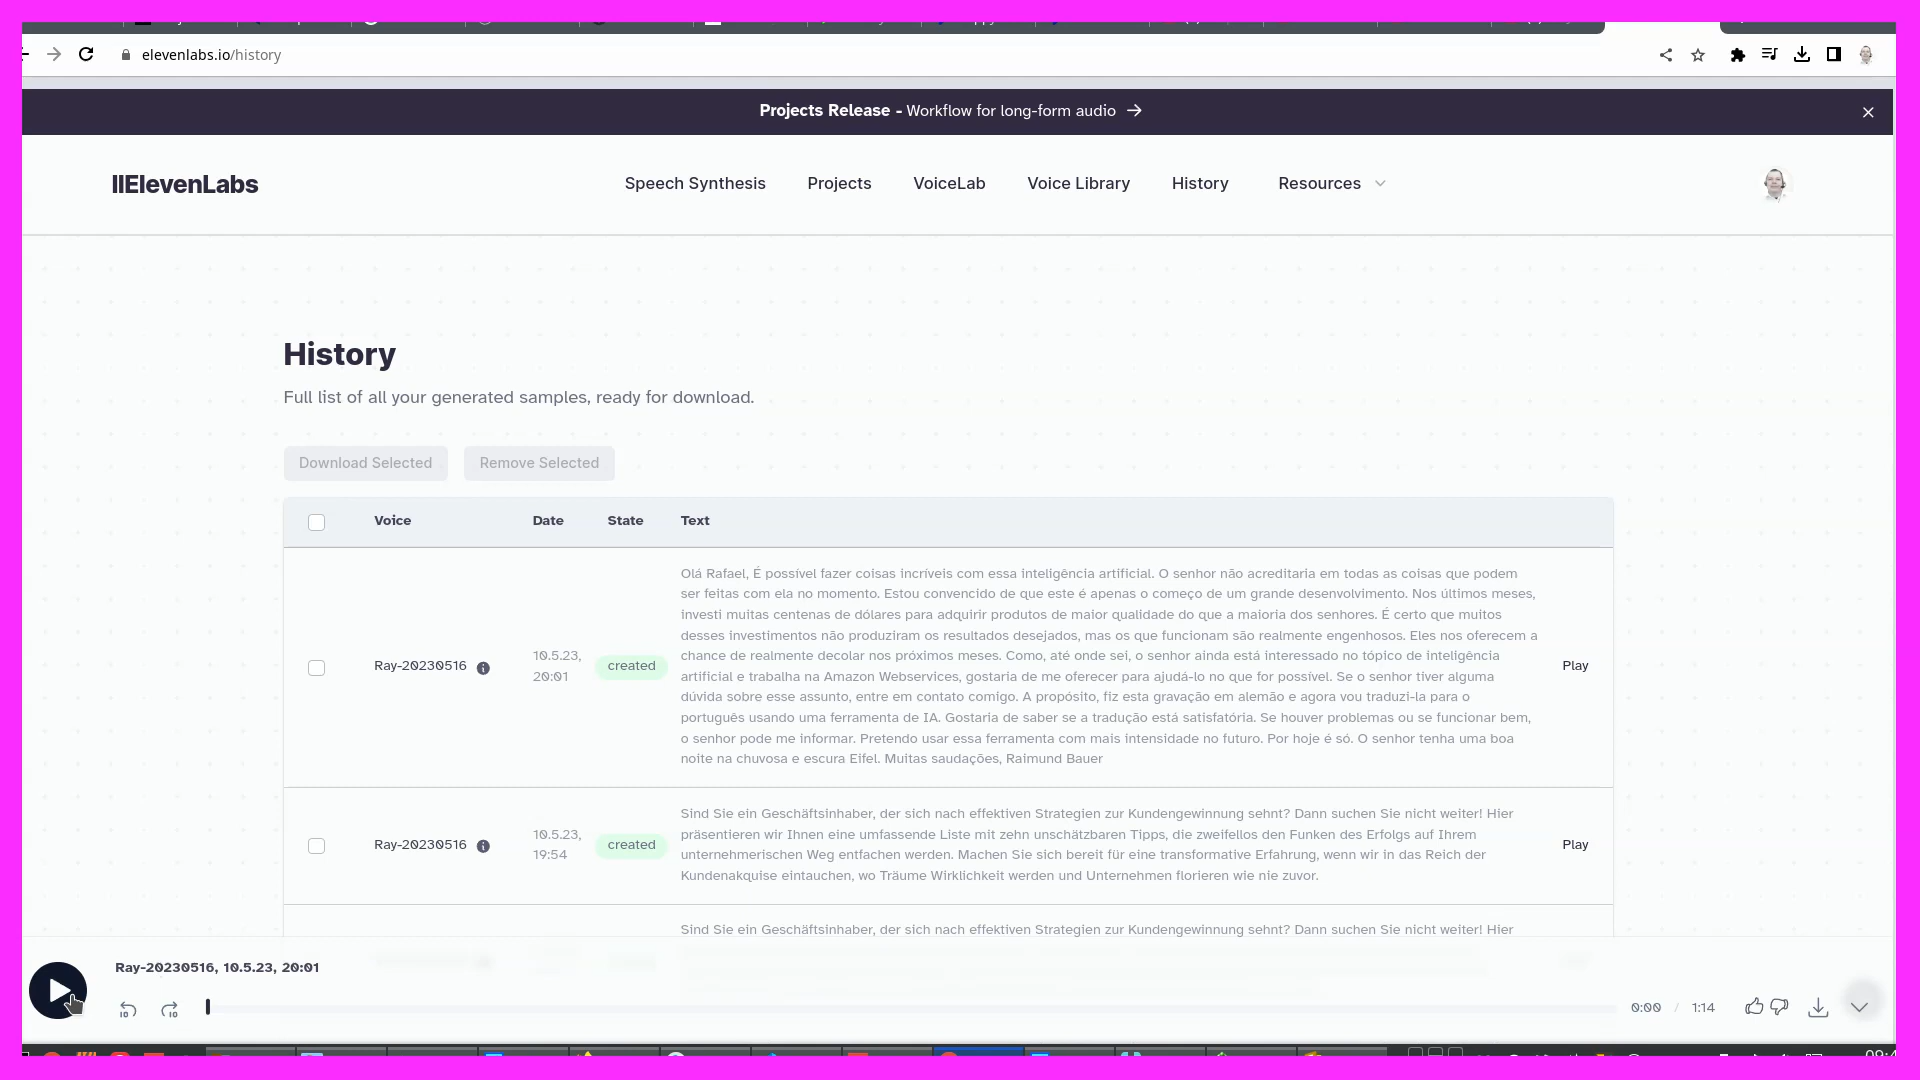 elevenlabs.io/history
Projects Release - Workflow for long-form audio →
IIElevenLabs
Speech Synthesis
Projects
VoiceLab
Voice Library
History
Resources
History
Full list of all your generated samples, ready for download.
Download Selected
Remove Selected
Voice
Date
State
Text
Ray-20230516
10.5.23,
20:01
created
Olá Rafael, É possível fazer coisas incríveis com essa inteligência artificial. O senhor não acreditaria em todas as coisas que podem
ser feitas com ela no momento. Estou convencido de que este é apenas o começo de um grande desenvolvimento. Nos últimos meses,
investi muitas centenas de dólares para adquirir produtos de maior qualidade do que a maioria dos senhores. É certo que muitos
desses investimentos não produziram os resultados desejados, mas os que funcionam são realmente engenhosos. Eles nos oferecem a
chance de realmente decolar nos próximos meses. Como, até onde sei, o senhor ainda está interessado no tópico de inteligência
artificial e trabalha na Amazon Webservices, gostaria de me oferecer para ajudá-lo no que for possível. Se o senhor tiver alguma
dúvida sobre esse assunto, entre em contato comigo. A propósito, fiz esta gravação em alemão e agora vou traduzi-la para o
português usando uma ferramenta de IA. Gostaria de saber se a tradução está satisfatória. Se houver problemas ou se funcionar bem,
o senhor pode me informar. Pretendo usar essa ferramenta com mais intensidade no futuro. Por hoje é só. O senhor tenha uma boa
noite na chuvosa e escura Eifel. Muitas saudações, Raimund Bauer
Play
Ray-20230516
10.5.23,
19:54
created
Sind Sie ein Geschäftsinhaber, der sich nach effektiven Strategien zur Kundengewinnung sehnt? Dann suchen Sie nicht weiter! Hier
präsentieren wir Ihnen eine umfassende Liste mit zehn unschätzbaren Tipps, die zweifellos den Funken des Erfolgs auf Ihrem
unternehmerischen Weg entfachen werden. Machen Sie sich bereit für eine transformative Erfahrung, wenn wir in das Reich der
Kundenakquise eintauchen, wo Träume Wirklichkeit werden und Unternehmen florieren wie nie zuvor.
Play
Sind Sie ein Geschäftsinhaber, der sich nach effektiven Strategien zur Kundengewinnung sehnt? Dann suchen Sie nicht weiter! Hier
Ray-20230516, 10.5.23, 20:01
10
10
0:00 / 1:14